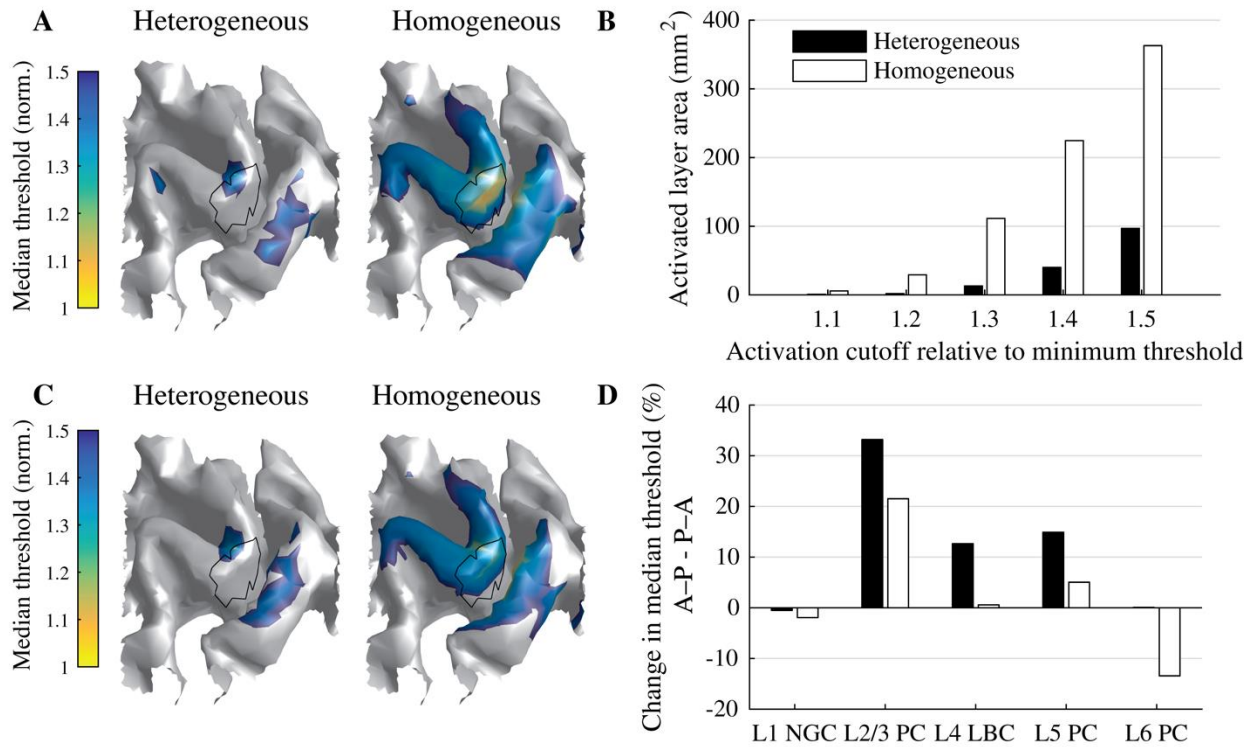 A
Heterogeneous
Homogeneous
Median threshold (norm.)
1.5
1.4
1.3
1.2
1.1
1
B
Activated layer area (mm²)
400
300
200
100
0
Heterogeneous
Homogeneous
1.1 1.2 1.3 1.4 1.5
Activation cutoff relative to minimum threshold
C
Heterogeneous
Homogeneous
Median threshold (norm.)
1.5
1.4
1.3
1.2
1.1
1
D
Change in median threshold (%)
A–P - P–A
40
30
20
10
0
-10
-20
L1 NGC L2/3 PC L4 LBC L5 PC L6 PC